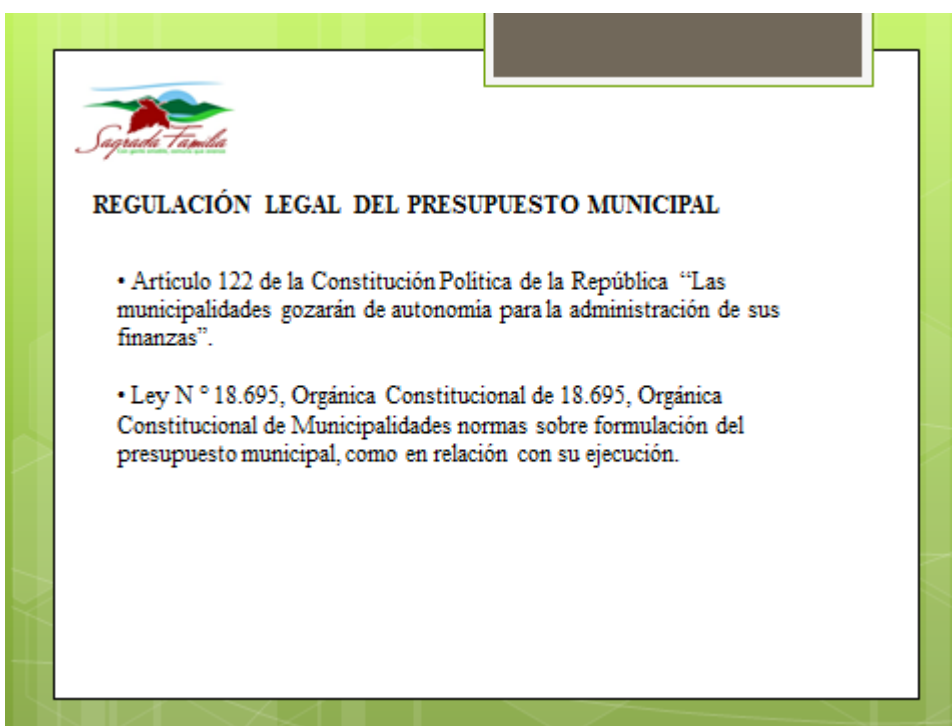 Sagrada Familia
REGULACIÓN LEGAL DEL PRESUPUESTO MUNICIPAL
• Artículo 122 de la Constitución Política de la República “Las
municipalidades gozarán de autonomía para la administración de sus
finanzas”.
• Ley N ° 18.695, Orgánica Constitucional de 18.695, Orgánica
Constitucional de Municipalidades normas sobre formulación del
presupuesto municipal, como en relación con su ejecución.